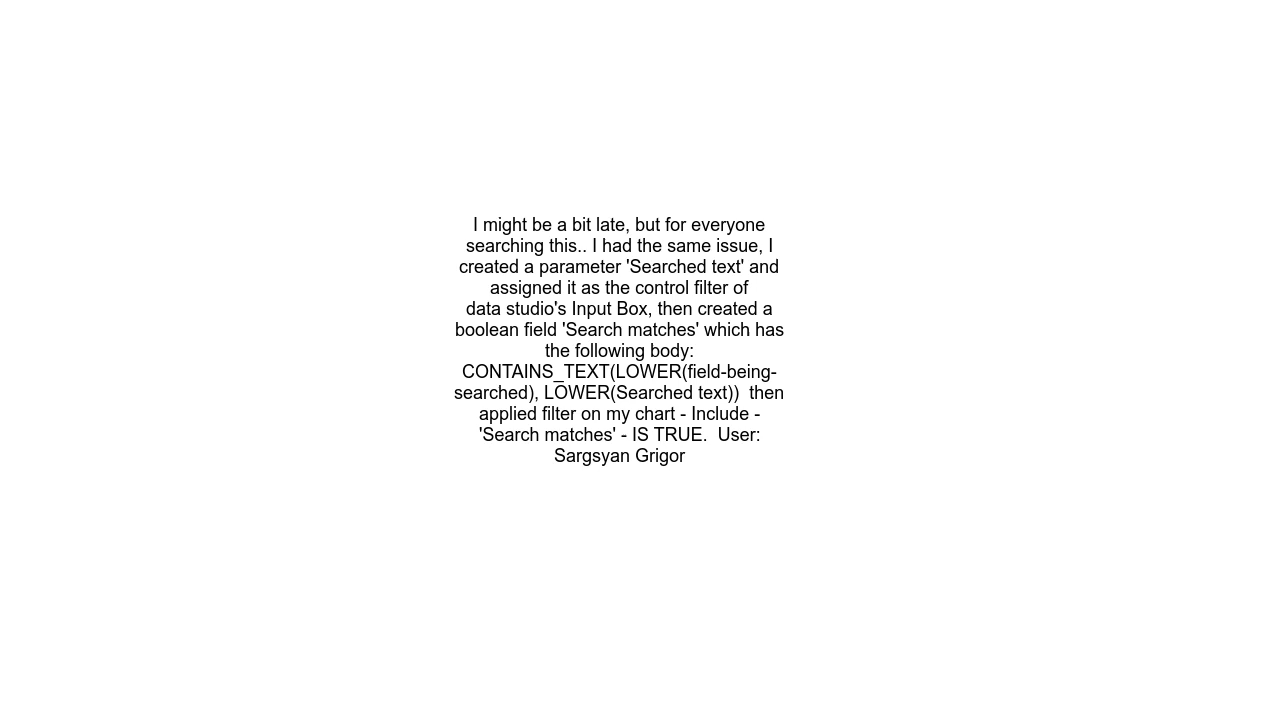 I might be a bit late, but for everyone
searching this.. I had the same issue, I
created a parameter 'Searched text' and
assigned it as the control filter of
data studio's Input Box, then created a
boolean field 'Search matches' which has
the following body:
CONTAINS_TEXT(LOWER(field-being-
searched), LOWER(Searched text))  then
applied filter on my chart - Include -
'Search matches' - IS TRUE.  User:
Sargsyan Grigor